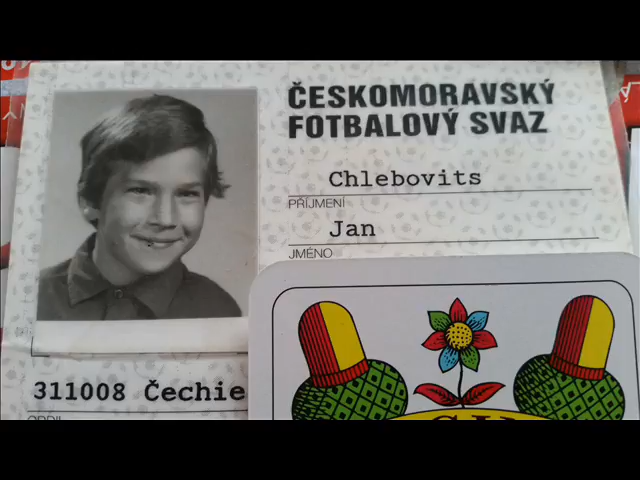 ČESKOMORAVSKÝ
FOTBALOVÝ SVAZ
Chlebovits
PŘÍJMENÍ
Jan
JMÉNO
311008 Čechie